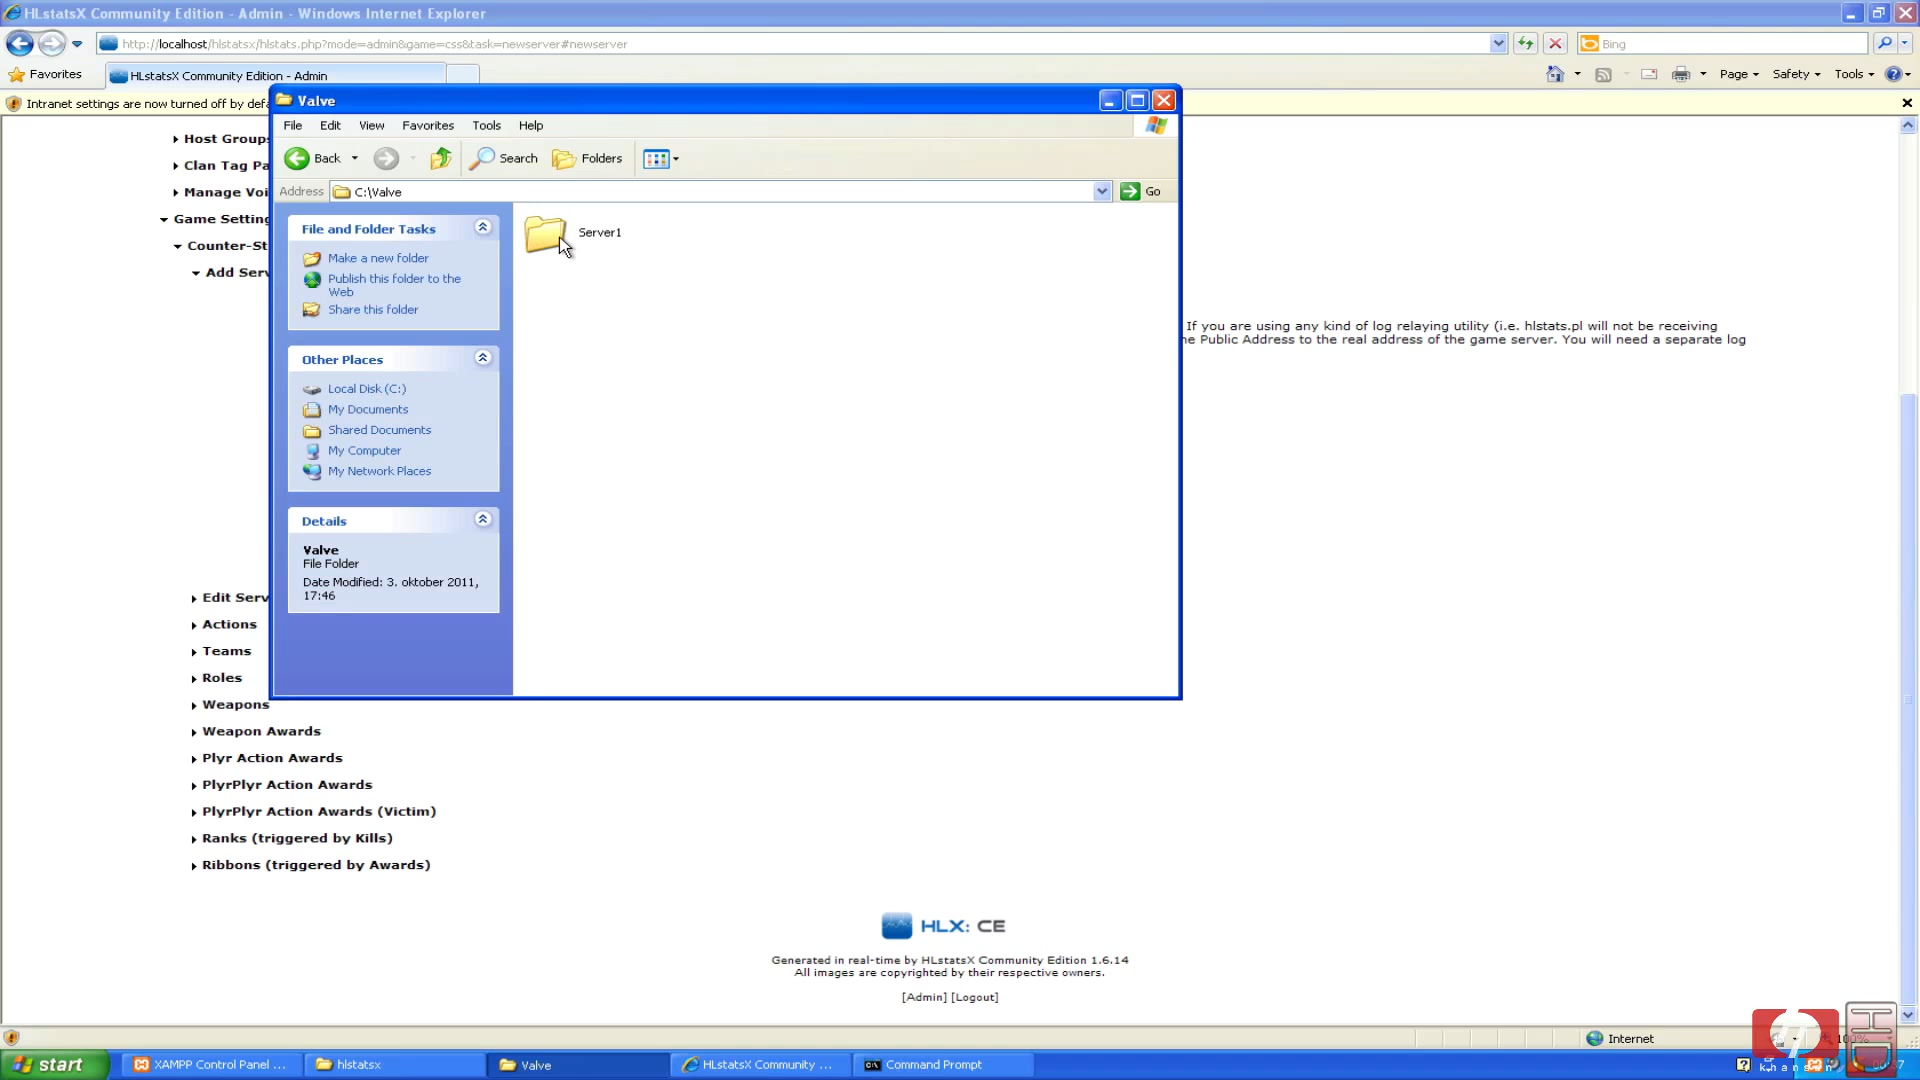 HLstatsX Community Edition - Admin - Windows Internet Explorer
http://localhost/hlstatsx/hlstats.php?mode=admin&game=css&task=newserver#newserver
Bing
Favorites
HLstatsX Community Edition - Admin
Page
Safety
Tools
Intranet settings are now turned off by defa
Valve
File
Edit
View
Favorites
Tools
Help
Back
Search
Folders
Address
C:\Valve
Go
File and Folder Tasks
Make a new folder
Publish this folder to the
Web
Share this folder
Other Places
Local Disk (C:)
My Documents
Shared Documents
My Computer
My Network Places
Details
Valve
File Folder
Date Modified: 3. oktober 2011,
17:46
Server1
Host Groups
Clan Tag Pa
Manage Voi
Game Setting
Counter-St
Add Serv
If you are using any kind of log relaying utility (i.e. hlstats.pl will not be receiving
he Public Address to the real address of the game server. You will need a separate log
Edit Serv
Actions
Teams
Roles
Weapons
Weapon Awards
Plyr Action Awards
PlyrPlyr Action Awards
PlyrPlyr Action Awards (Victim)
Ranks (triggered by Kills)
Ribbons (triggered by Awards)
HLX: CE
Generated in real-time by HLstatsX Community Edition 1.6.14
All images are copyrighted by their respective owners.
[Admin] [Logout]
Internet
start
XAMPP Control Panel ...
hlstatsx
Valve
HLstatsX Community ...
Command Prompt
khansen
HD